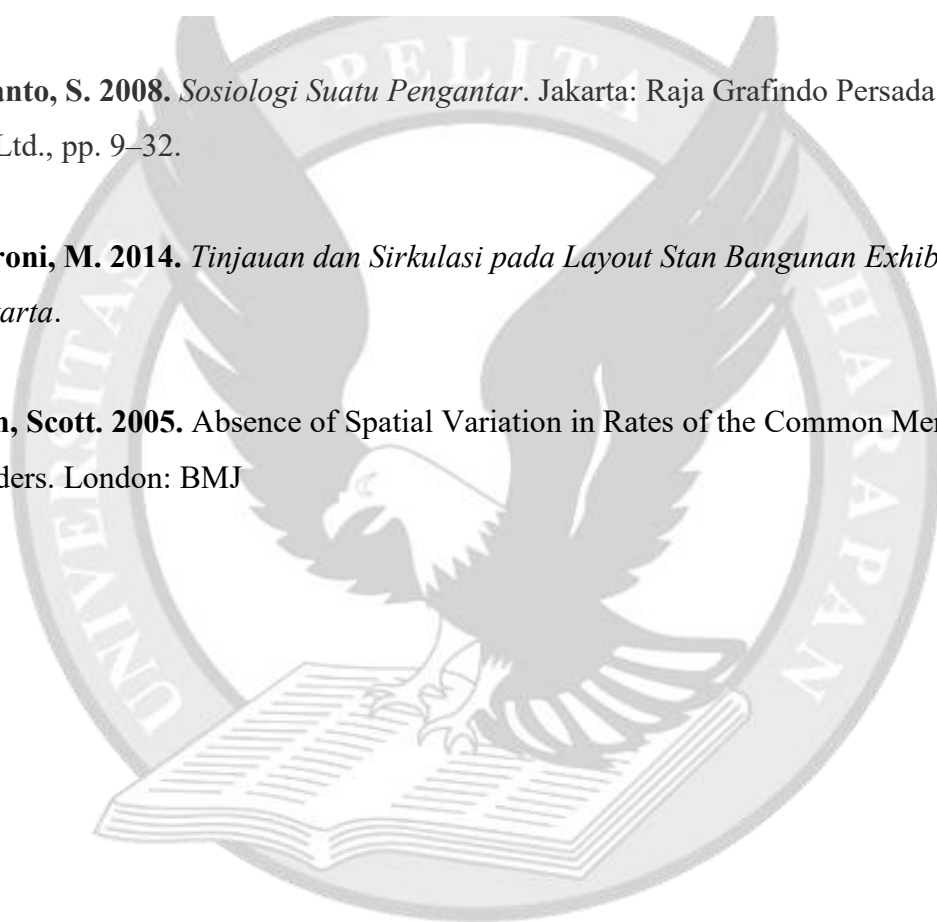 anto, S. 2008. Sosiologi Suatu Pengantar. Jakarta: Raja Grafindo Persada
Ltd., pp. 9–32.
roni, M. 2014. Tinjauan dan Sirkulasi pada Layout Stan Bangunan Exhib
arta.
n, Scott. 2005. Absence of Spatial Variation in Rates of the Common Men
ders. London: BMJ
UNIVERSITAS PELITA HARAPAN